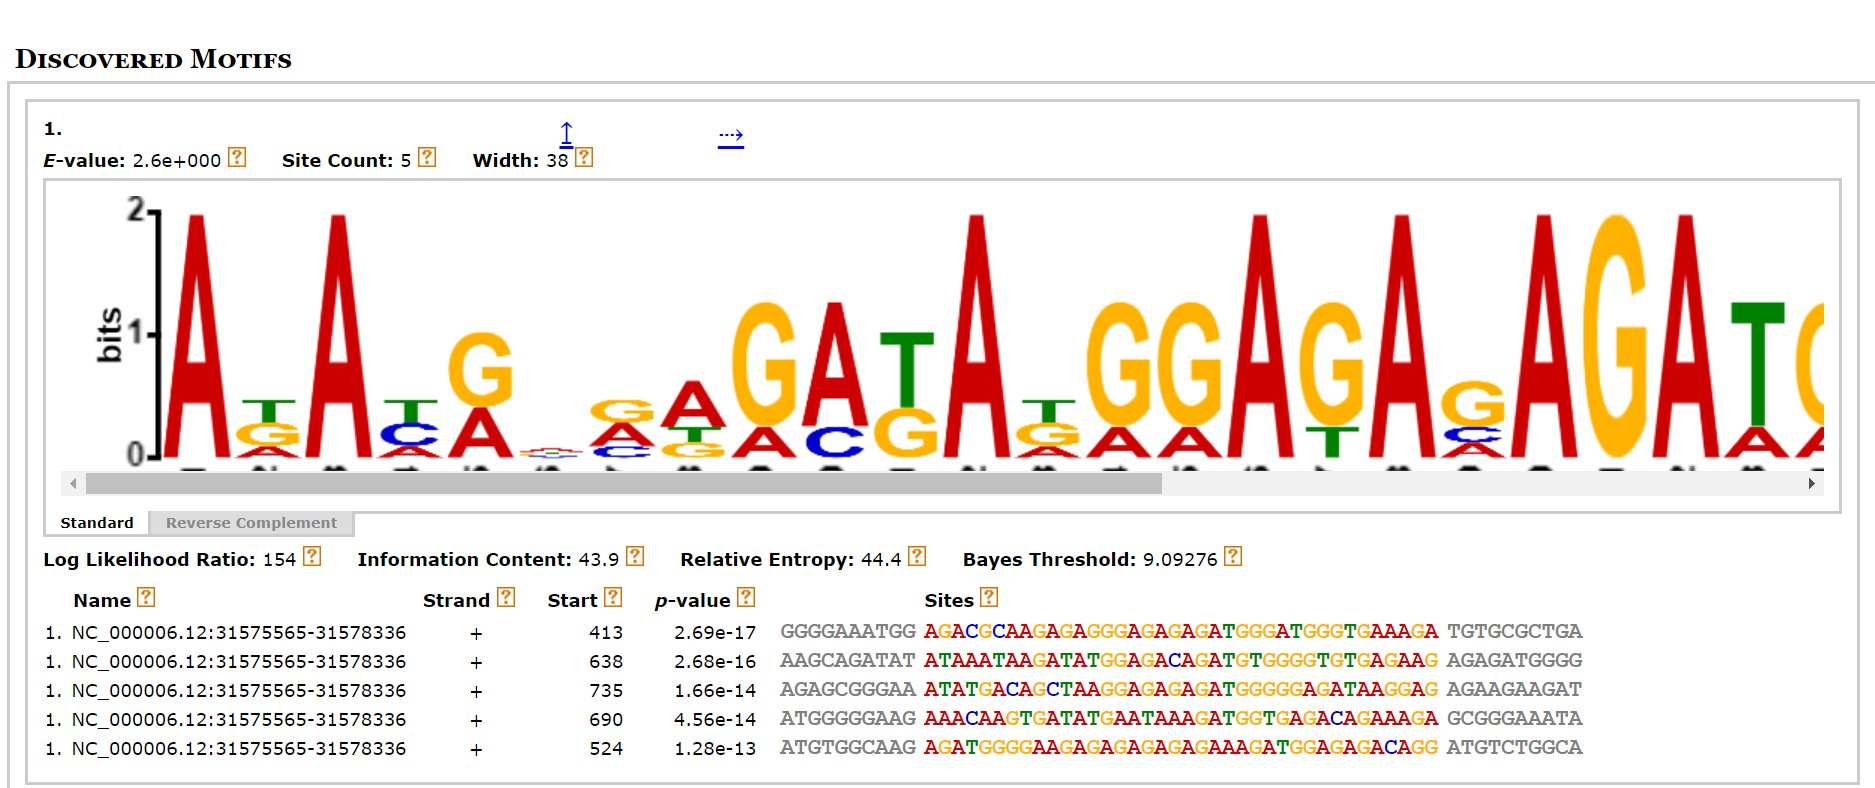 DISCOVERED MOTIFS
1.
E-value: 2.6e+000 ? Site Count: 5 ? Width: 38 ?
2
1
0
bits
Standard Reverse Complement
Log Likelihood Ratio: 154 ? Information Content: 43.9 ? Relative Entropy: 44.4 ? Bayes Threshold: 9.09276 ?
Name ? Strand ? Start ? p-value ? Sites ?
1. NC_000006.12:31575565-31578336 + 413 2.69e-17 GGGGAAATGG AGACGCAAGAGAGGGAGAGAGATGGGATGGGTGAAAGA TGTGCGCTGA
1. NC_000006.12:31575565-31578336 + 638 2.68e-16 AAGCAGATAT ATAAATAAGATATGGAGACAGATGTGGGGTGTGAGAAG AGAGATGGGG
1. NC_000006.12:31575565-31578336 + 735 1.66e-14 AGAGCGGGAA ATATGACAGCTAAGGAGAGAGATGGGGGAGATAAGGAG AGAAGAAGAT
1. NC_000006.12:31575565-31578336 + 690 4.56e-14 ATGGGGGAAG AAACAAGTGATATGAATAAAGATGGTGAGACAGAAAGA GCGGGAAATA
1. NC_000006.12:31575565-31578336 + 524 1.28e-13 ATGTGGCAAG AGATGGGGAAGAGAGAGAGAGAAAGATGGAGAGACAGG ATGTCTGGCA